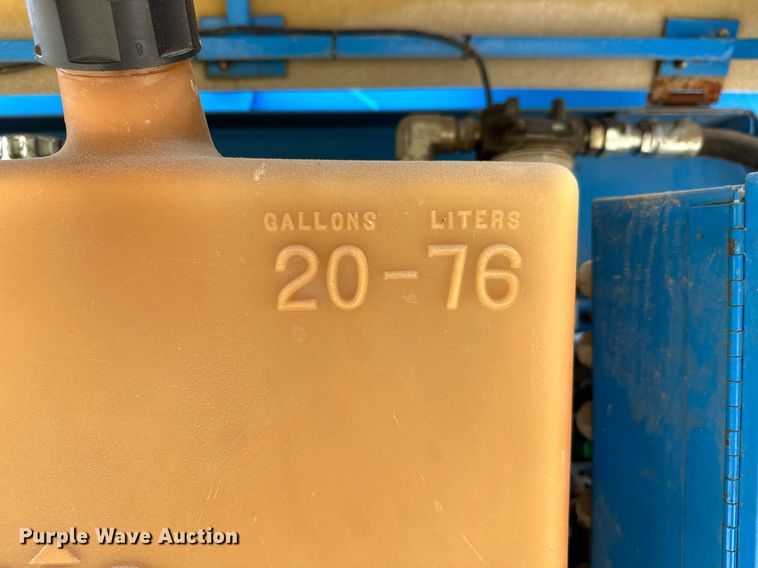 GALLONS LITERS
20-76
Purple Wave Auction